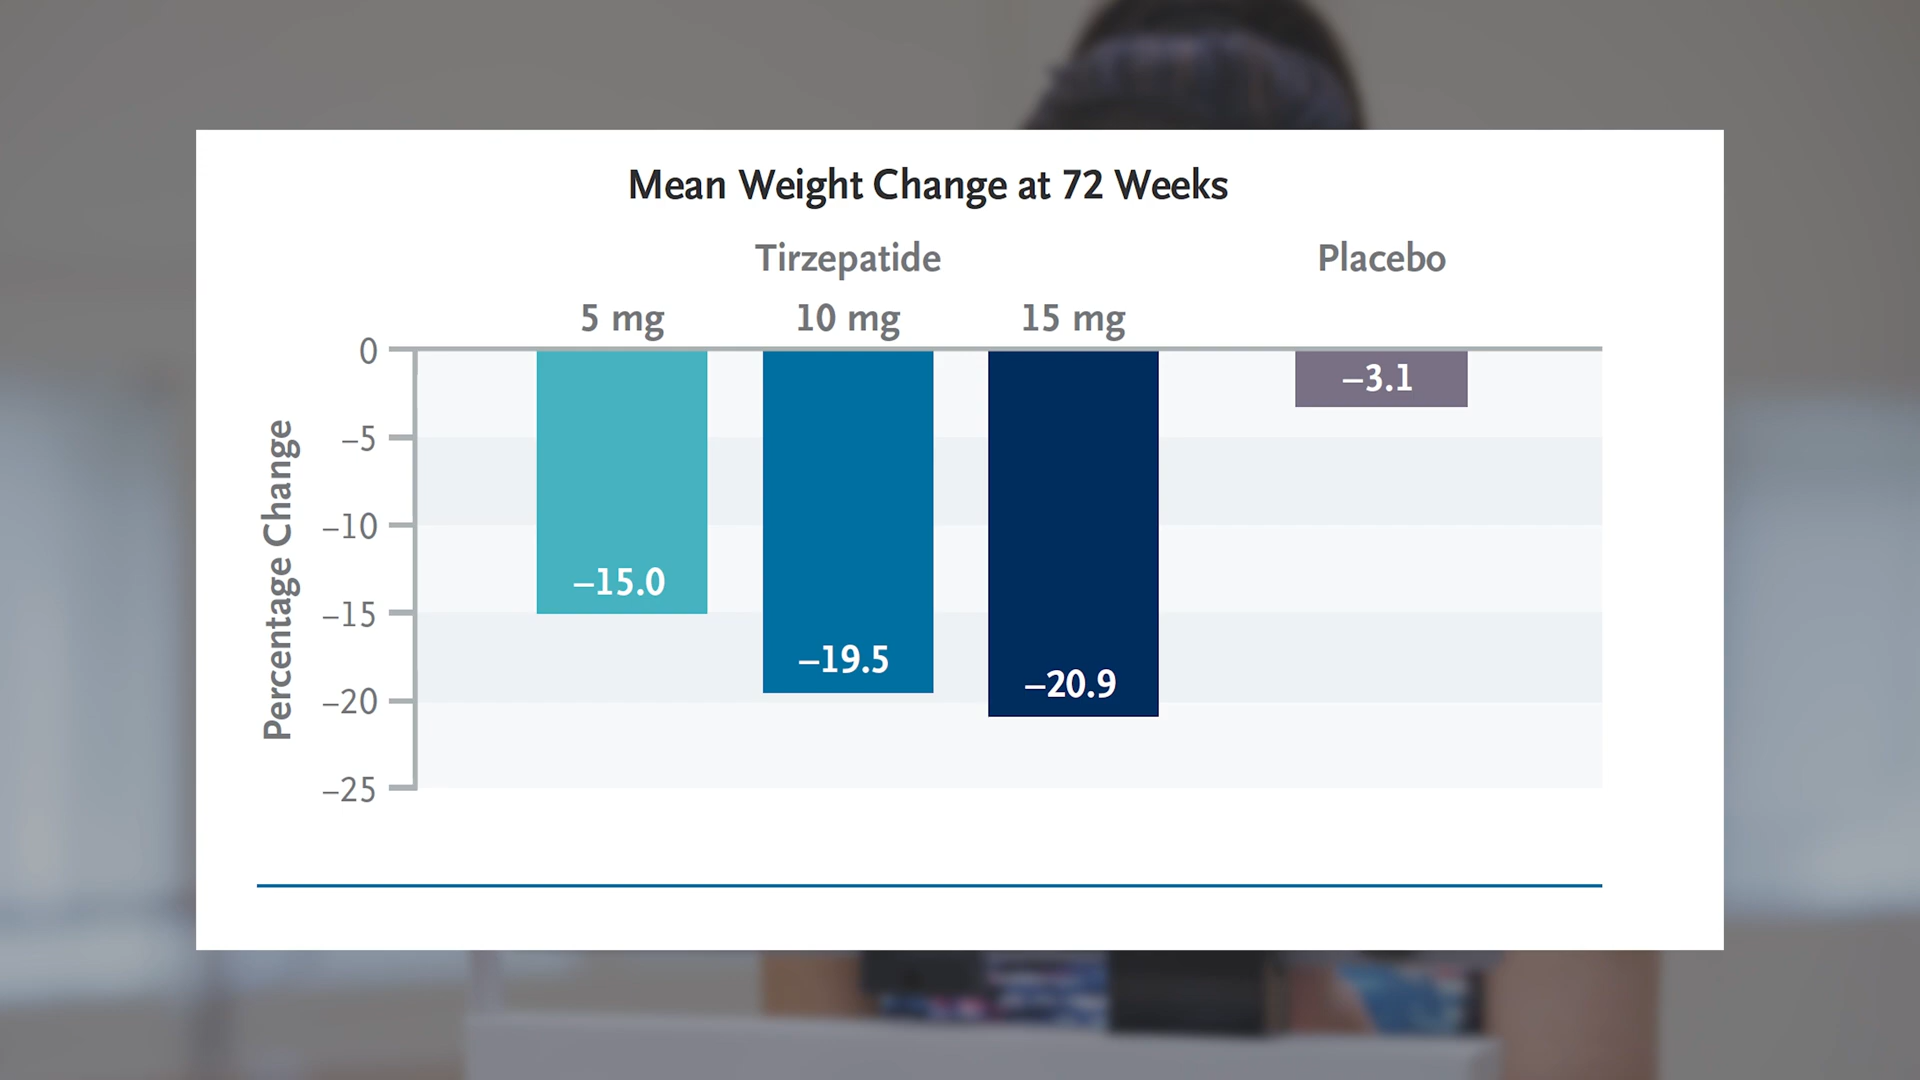 Mean Weight Change at 72 Weeks
Tirzepatide
Placebo
5 mg
10 mg
15 mg
0
–5
–10
–15
–20
–25
Percentage Change
–15.0
–19.5
–20.9
–3.1